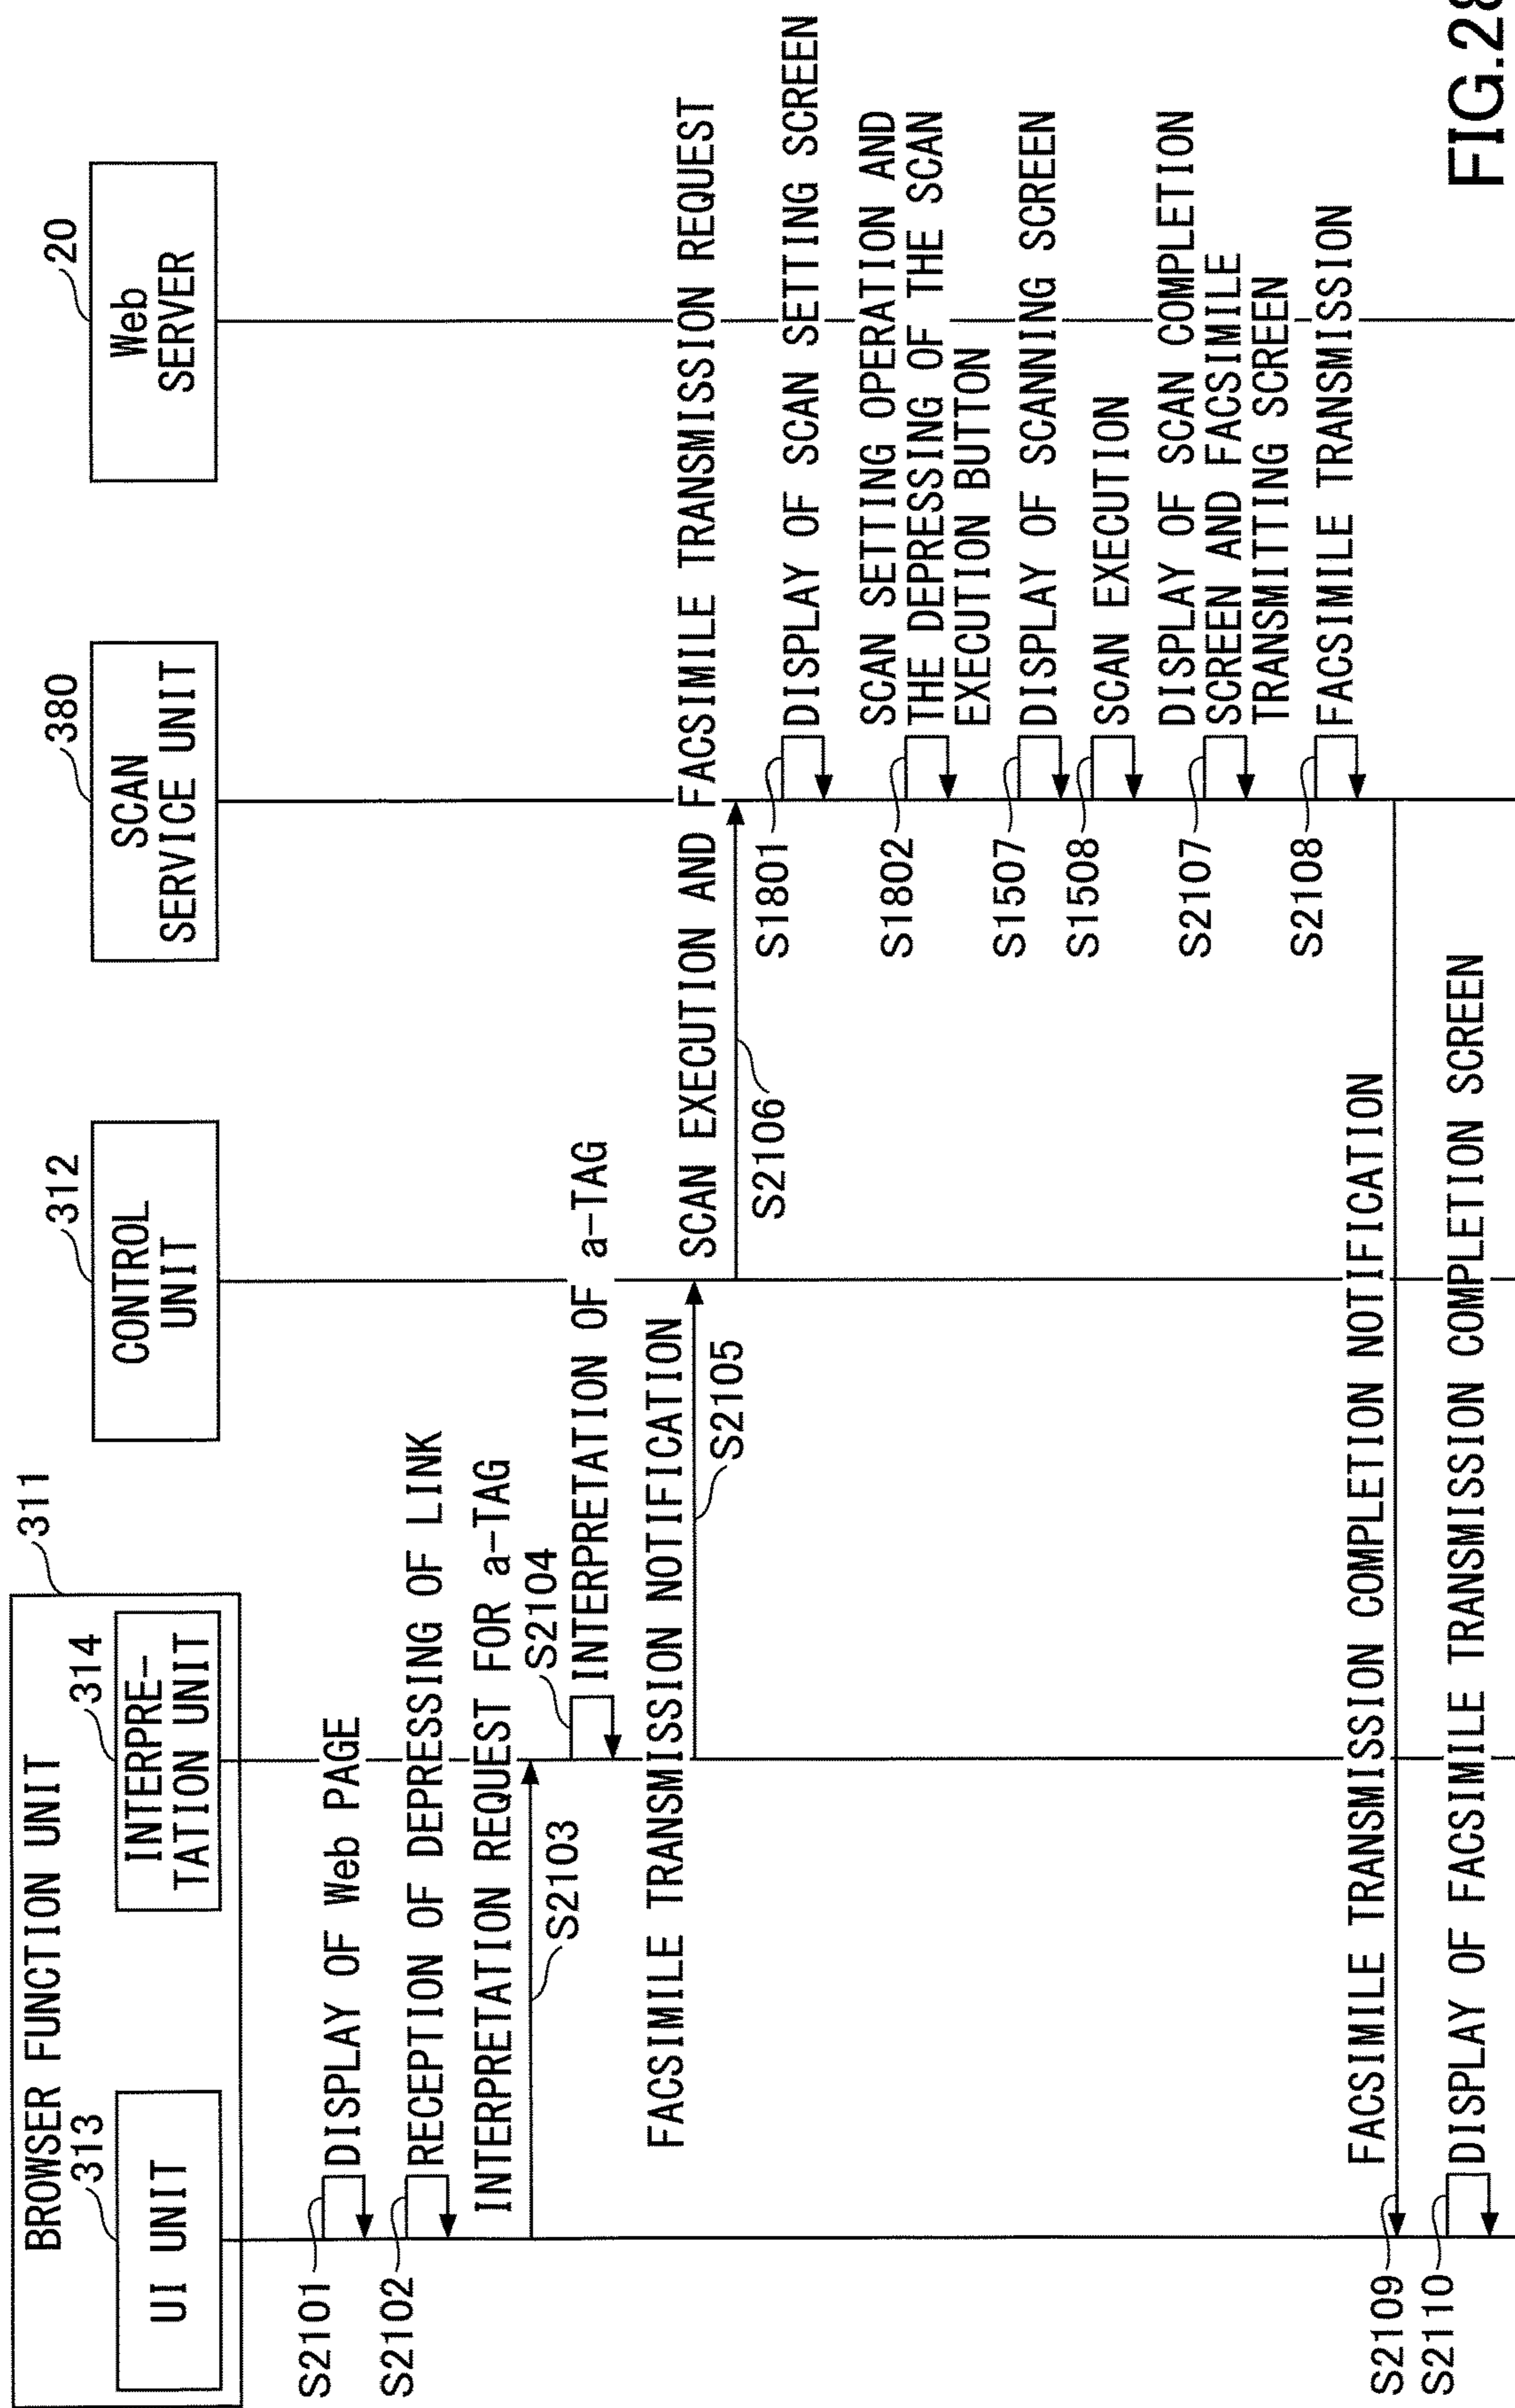 BROWSER FUNCTION UNIT
311
313
UI UNIT
314
INTERPRE-
TATION UNIT
312
CONTROL
UNIT
380
SCAN
SERVICE UNIT
20
Web
SERVER
S2101
DISPLAY OF Web PAGE
S2102
RECEPTION OF DEPRESSING OF LINK
INTERPRETATION REQUEST FOR a-TAG
S2103
S2104
INTERPRETATION OF a-TAG
FACSIMILE TRANSMISSION NOTIFICATION
S2105
SCAN EXECUTION AND FACSIMILE TRANSMISSION REQUEST
S2106
S1801
DISPLAY OF SCAN SETTING SCREEN
S1802
SCAN SETTING OPERATION AND
THE DEPRESSING OF THE SCAN
EXECUTION BUTTON
S1507
DISPLAY OF SCANNING SCREEN
S1508
SCAN EXECUTION
S2107
DISPLAY OF SCAN COMPLETION
SCREEN AND FACSIMILE
TRANSMITTING SCREEN
S2108
FACSIMILE TRANSMISSION
FACSIMILE TRANSMISSION COMPLETION NOTIFICATION
S2109
S2110
DISPLAY OF FACSIMILE TRANSMISSION COMPLETION SCREEN
FIG.28